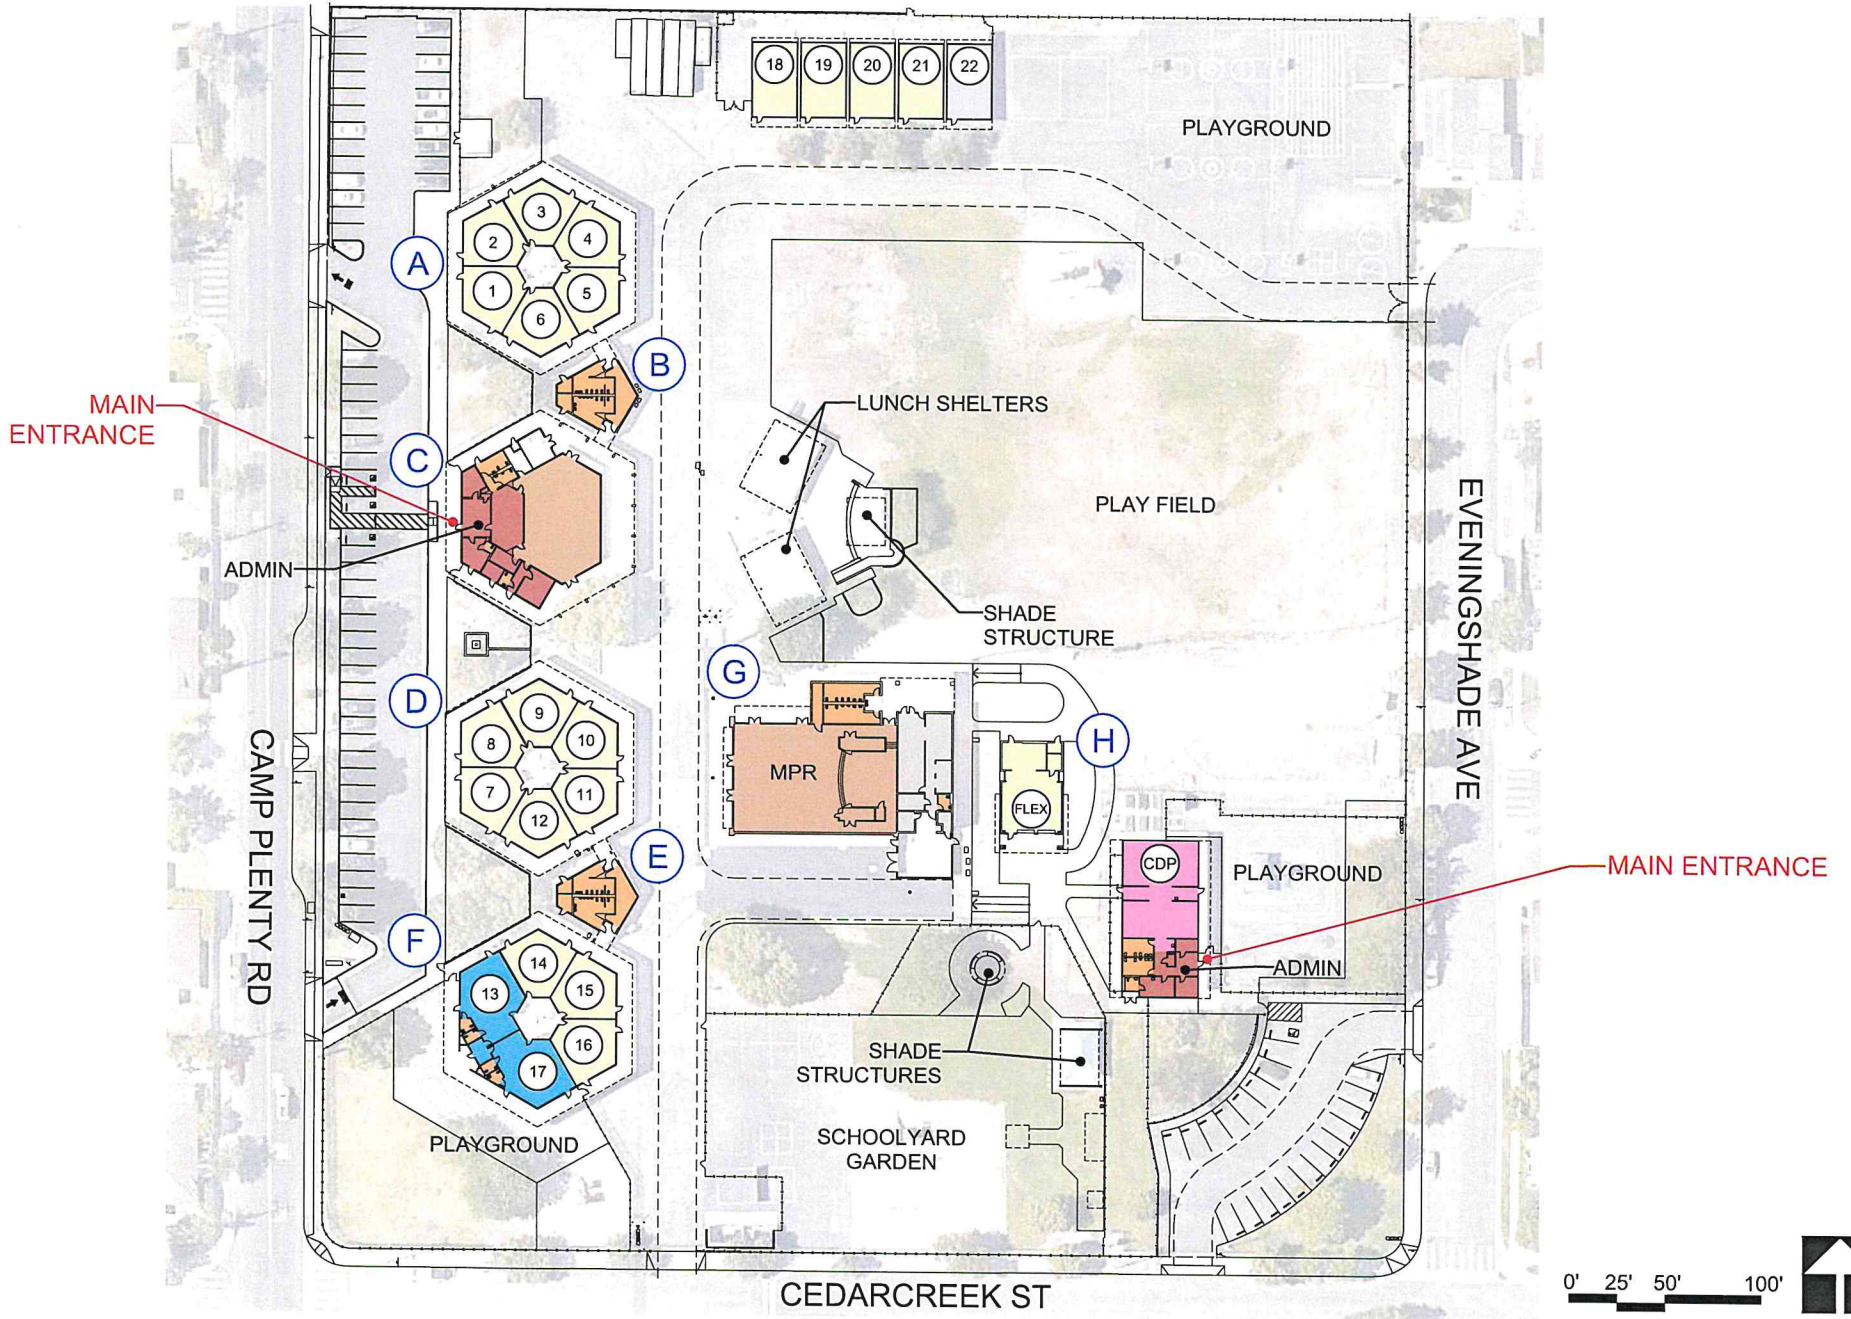 18
19
20
21
22
PLAYGROUND
3
2
4
A
1
5
6
B
MAIN
ENTRANCE
LUNCH SHELTERS
C
PLAY FIELD
ADMIN
SHADE
STRUCTURE
EVENINGSHADE AVE
G
D
9
8
10
H
CAMP PLENTY RD
MPR
7
11
FLEX
12
E
CDP
PLAYGROUND
MAIN ENTRANCE
F
14
13
15
ADMIN
16
17
SHADE
STRUCTURES
PLAYGROUND
SCHOOLYARD
GARDEN
CEDARCREEK ST
0' 25' 50' 100'